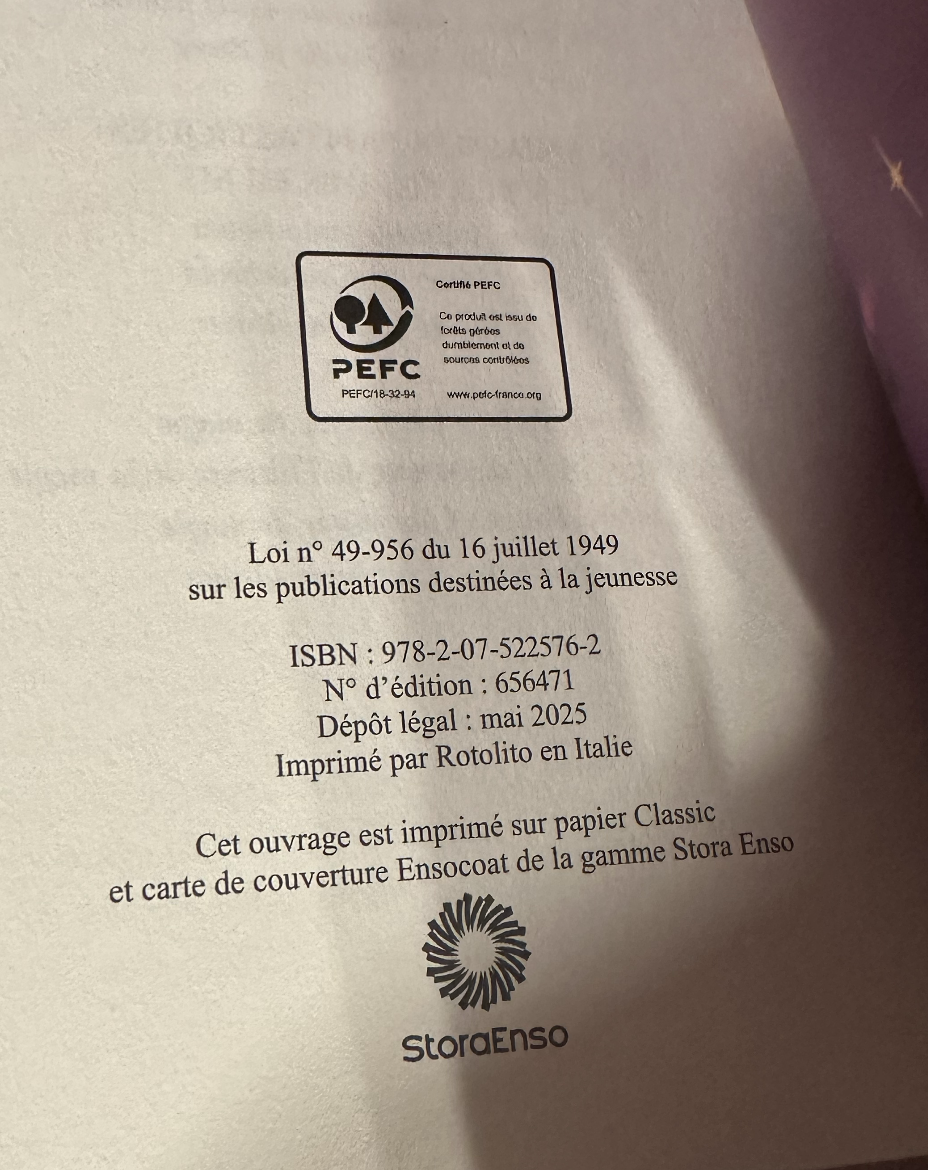 Certifié PEFC
Ce produit est issu de
forêts gérées
durablement et de
sources contrôlées
PEFC
PEFC/18-32-94
www.pefc-france.org
Loi n° 49-956 du 16 juillet 1949
sur les publications destinées à la jeunesse
ISBN : 978-2-07-522576-2
N° d’édition : 656471
Dépôt légal : mai 2025
Imprimé par Rotolito en Italie
Cet ouvrage est imprimé sur papier Classic
et carte de couverture Ensocoat de la gamme Stora Enso
StoraEnso